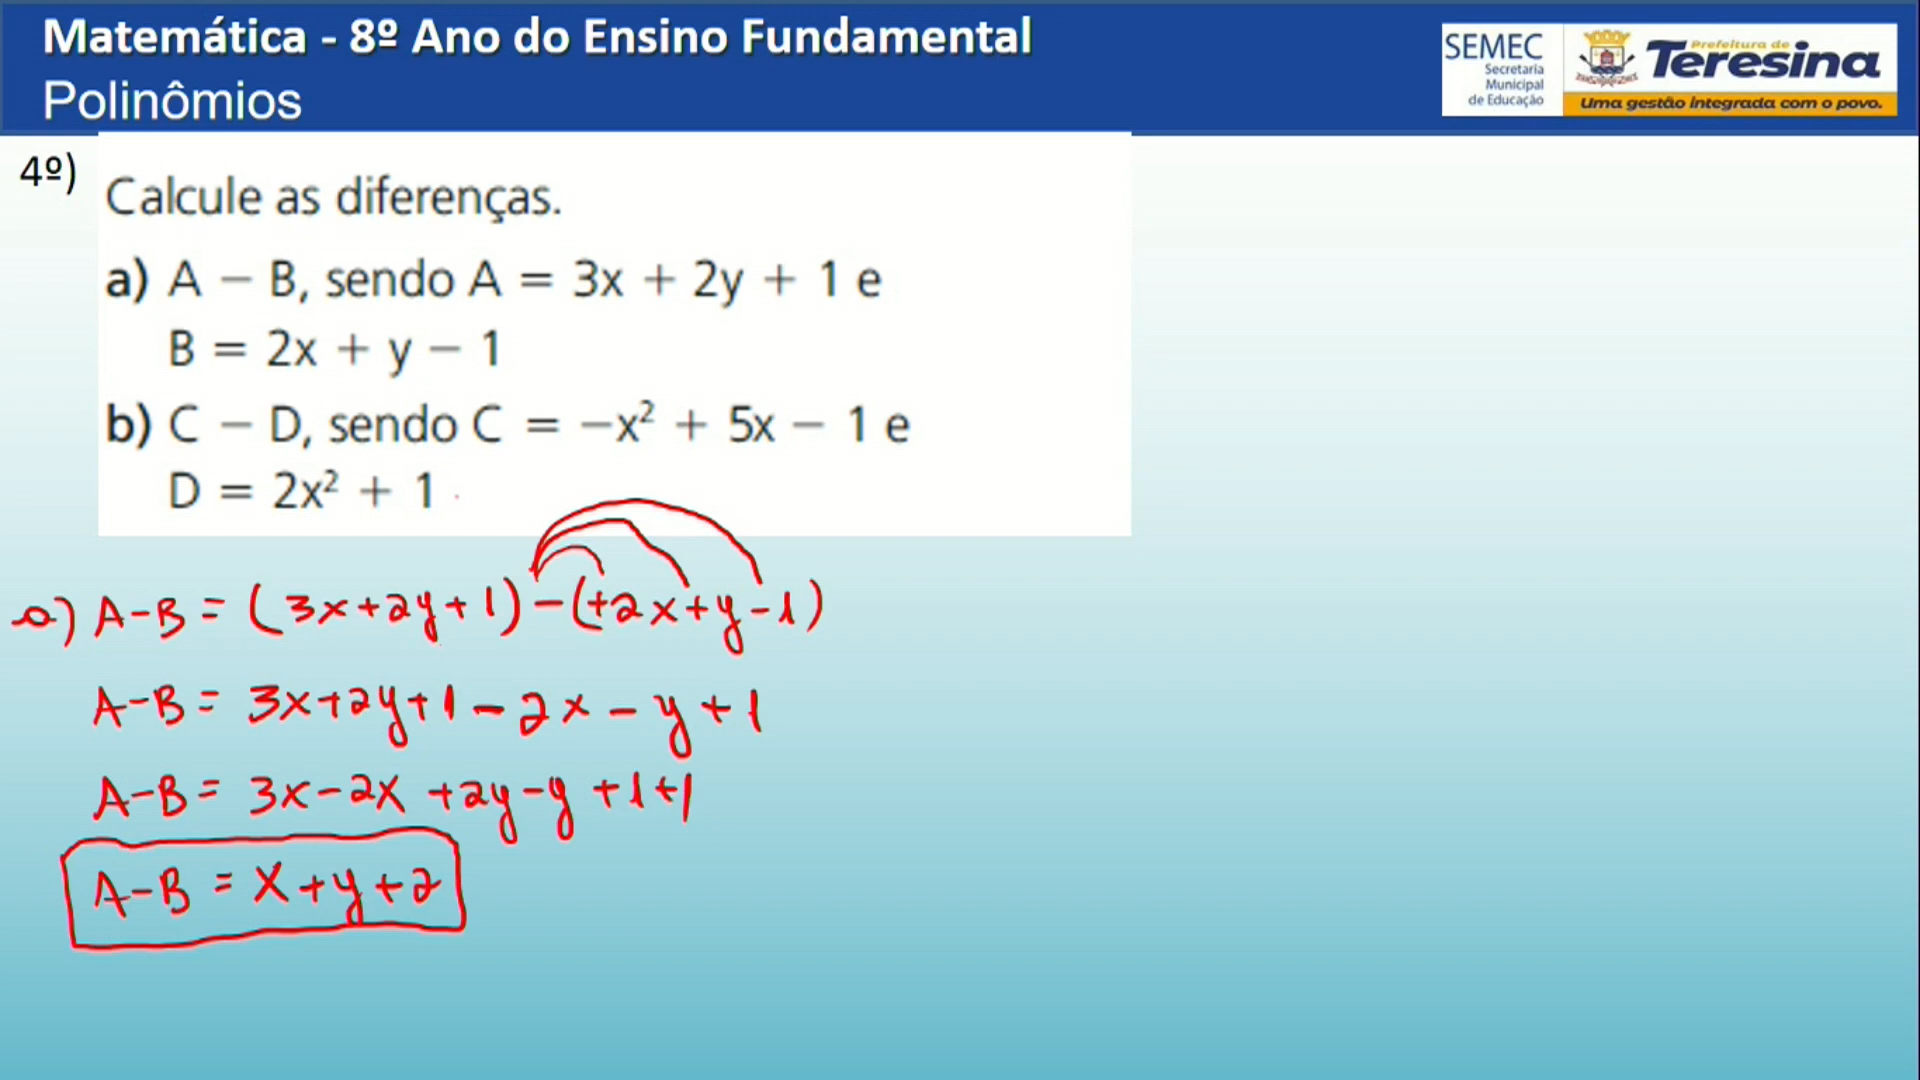 Matemática - 8º Ano do Ensino Fundamental
Polinômios
SEMEC
Secretaria
Municipal
de Educação
Prefeitura de
Teresina
Uma gestão integrada com o povo.
4º)
Calcule as diferenças.
a) A − B, sendo A = 3x + 2y + 1 e
B = 2x + y − 1
b) C − D, sendo C = −x² + 5x − 1 e
D = 2x² + 1
a) A-B = (3x+2y+1)-(+2x+y-1)
A-B = 3x+2y+1-2x-y+1
A-B = 3x-2x+2y-y+1+1
A-B = x+y+2